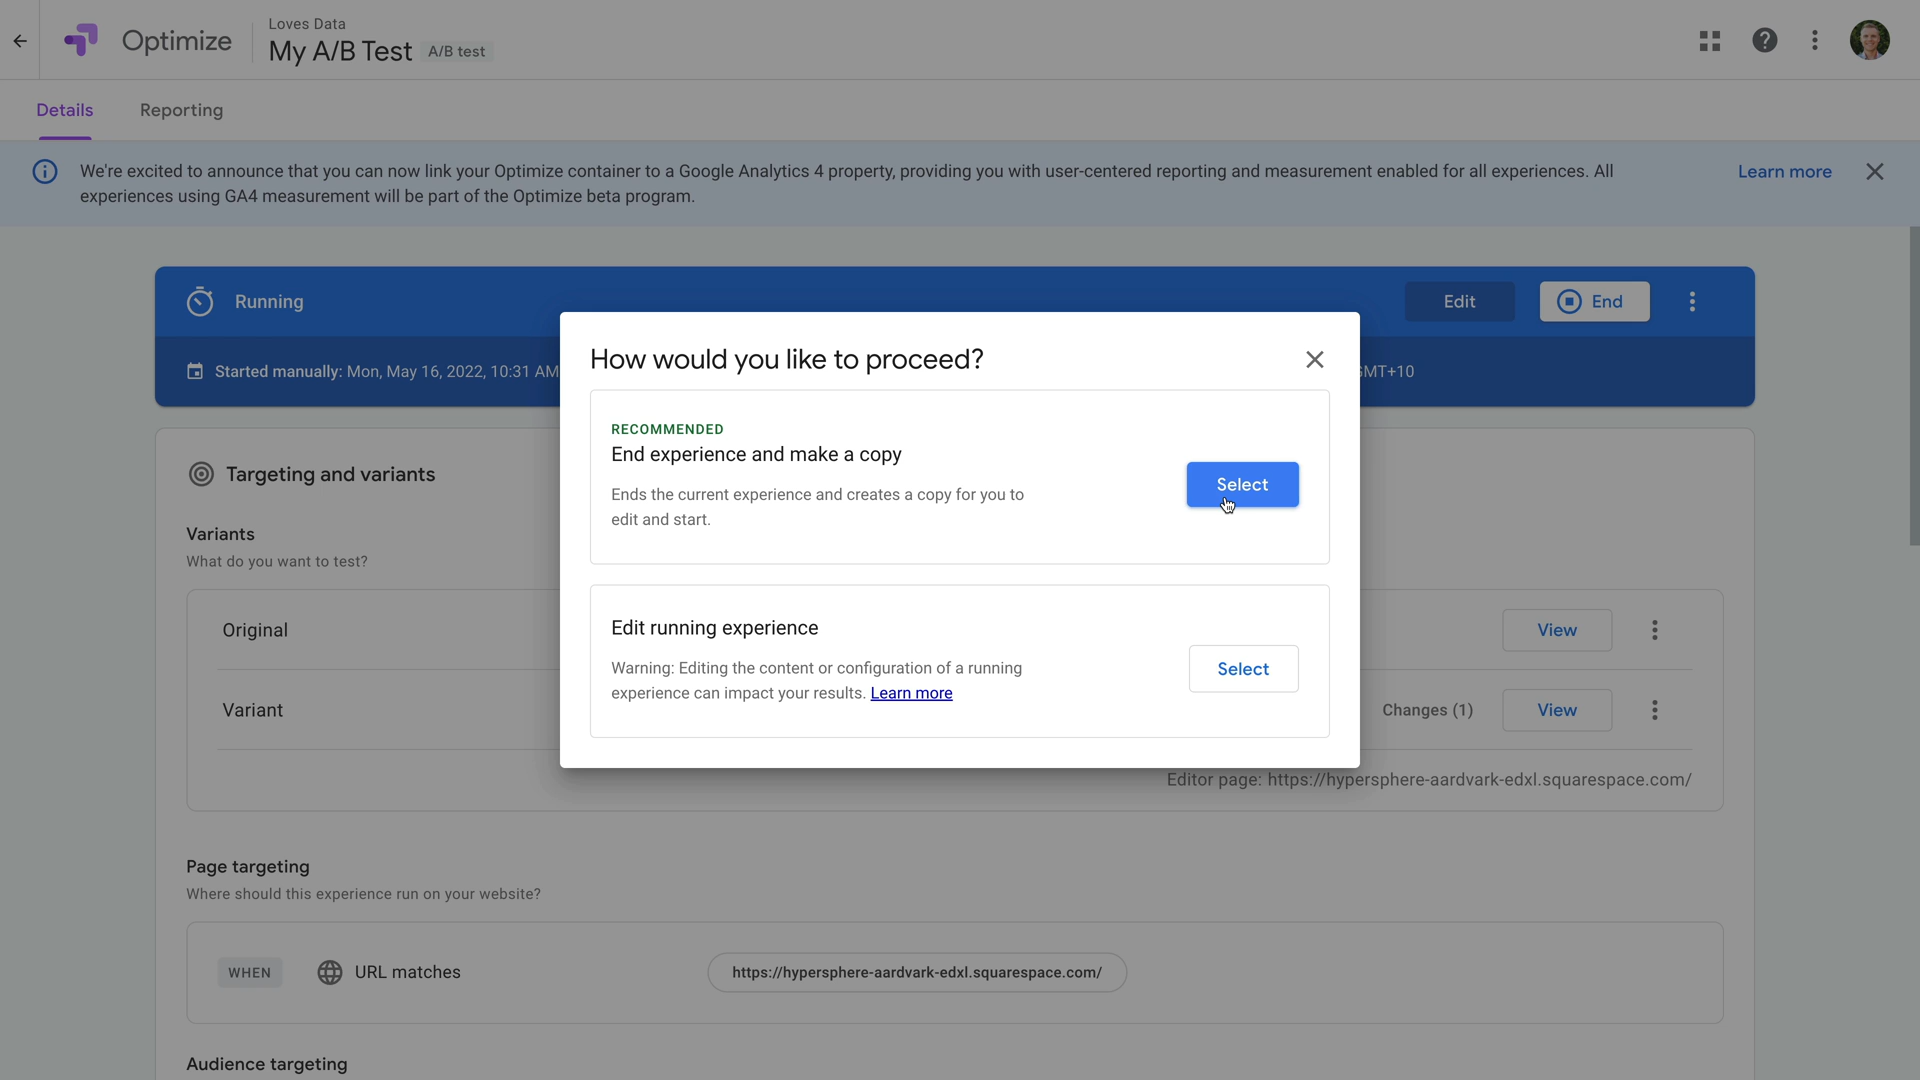 Loves Data
Optimize
My A/B Test A/B test
Details Reporting
We're excited to announce that you can now link your Optimize container to a Google Analytics 4 property, providing you with user-centered reporting and measurement enabled for all experiences. All
experiences using GA4 measurement will be part of the Optimize beta program.
Learn more
Running
Edit
End
Started manually: Mon, May 16, 2022, 10:31 AM
GMT+10
How would you like to proceed?
RECOMMENDED
End experience and make a copy
Ends the current experience and creates a copy for you to
edit and start.
Select
Edit running experience
Warning: Editing the content or configuration of a running
experience can impact your results. Learn more
Select
Targeting and variants
Variants
What do you want to test?
Original
View
Variant
Changes (1)
View
Editor page: https://hypersphere-aardvark-edxl.squarespace.com/
Page targeting
Where should this experience run on your website?
WHEN URL matches https://hypersphere-aardvark-edxl.squarespace.com/
Audience targeting